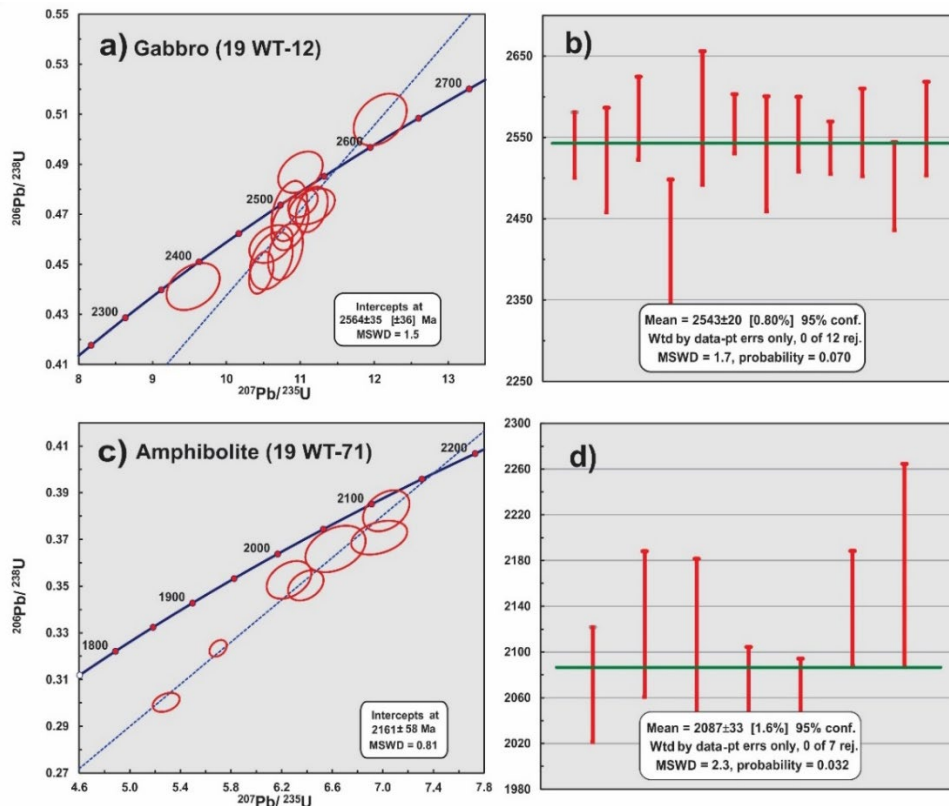 a) Gabbro (19 WT-12)
0.55
0.53
0.51
0.49
0.47
0.45
0.43
0.41
206Pb/ 238U
2300
2400
2500
2600
2700
Intercepts at
2564±35 [±36] Ma
MSWD = 1.5
8 9 10 11 12 13
207Pb/ 235U
b)
2650
2550
2450
2350
2250
Mean = 2543±20 [0.80%] 95% conf.
Wtd by data-pt errs only, 0 of 12 rej.
MSWD = 1.7, probability = 0.070
c) Amphibolite (19 WT-71)
0.41
0.39
0.37
0.35
0.33
0.31
0.29
0.27
206Pb/ 238U
1800
1900
2000
2100
2200
Intercepts at
2161± 58 Ma
MSWD = 0.81
4.6 5.0 5.4 5.8 6.2 6.6 7.0 7.4 7.8
207Pb/ 235U
d)
2300
2260
2220
2180
2140
2100
2060
2020
1980
Mean = 2087±33 [1.6%] 95% conf.
Wtd by data-pt errs only, 0 of 7 rej.
MSWD = 2.3, probability = 0.032